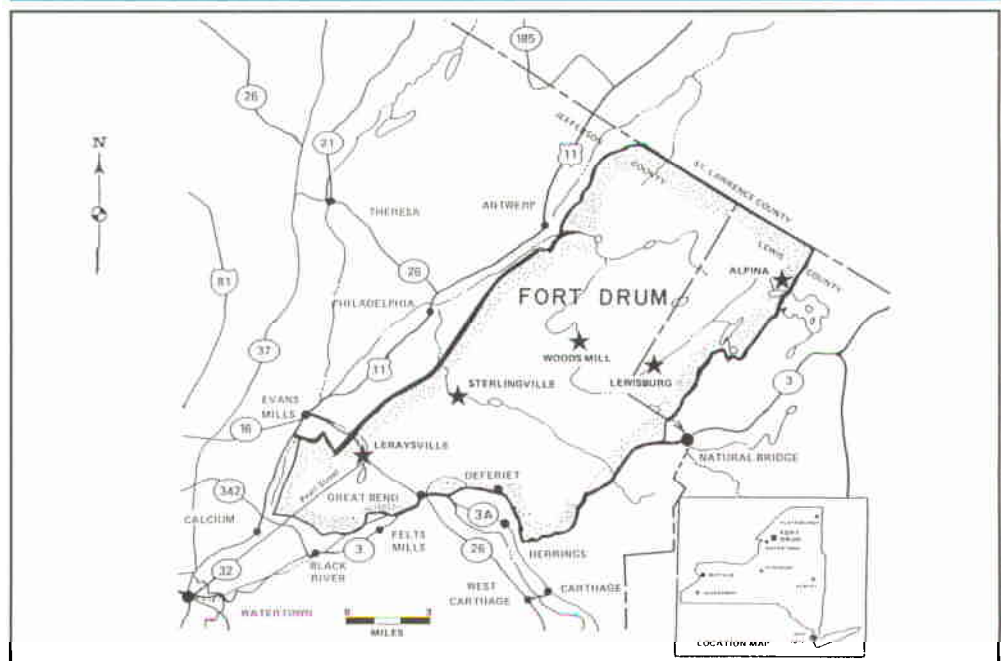 185
26
JEFFERSON
COUNTY
ST. LAWRENCE COUNTY
N
21
11
THERESA
ANTWERP
LEWIS
COUNTY
ALPINA
26
81
FORT DRUM
PHILADELPHIA
WOODS MILL
37
LEWISBURG
3
11
STERLINGVILLE
EVANS
MILLS
16
LERAYSVILLE
NATURAL BRIDGE
DEFERIET
342
GREAT BEND
3A
CALCIUM
FELTS
MILLS
3
26
HERRINGS
BLACK
RIVER
32
WEST
CARTHAGE
CARTHAGE
WATERTOWN
0 3
MILES
FORT
DRUM
LOCATION MAP